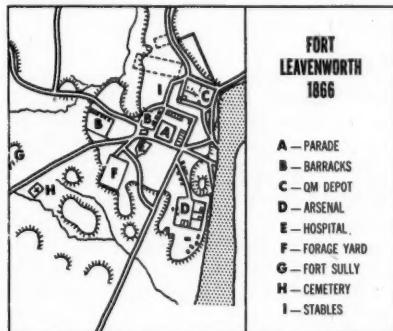 FORT
LEAVENWORTH
1866
A — PARADE
B — BARRACKS
C — QM DEPOT
D — ARSENAL
E — HOSPITAL
F — FORAGE YARD
G — FORT SULLY
H — CEMETERY
I — STABLES
I
C
B
A
B
E
F
G
H
D